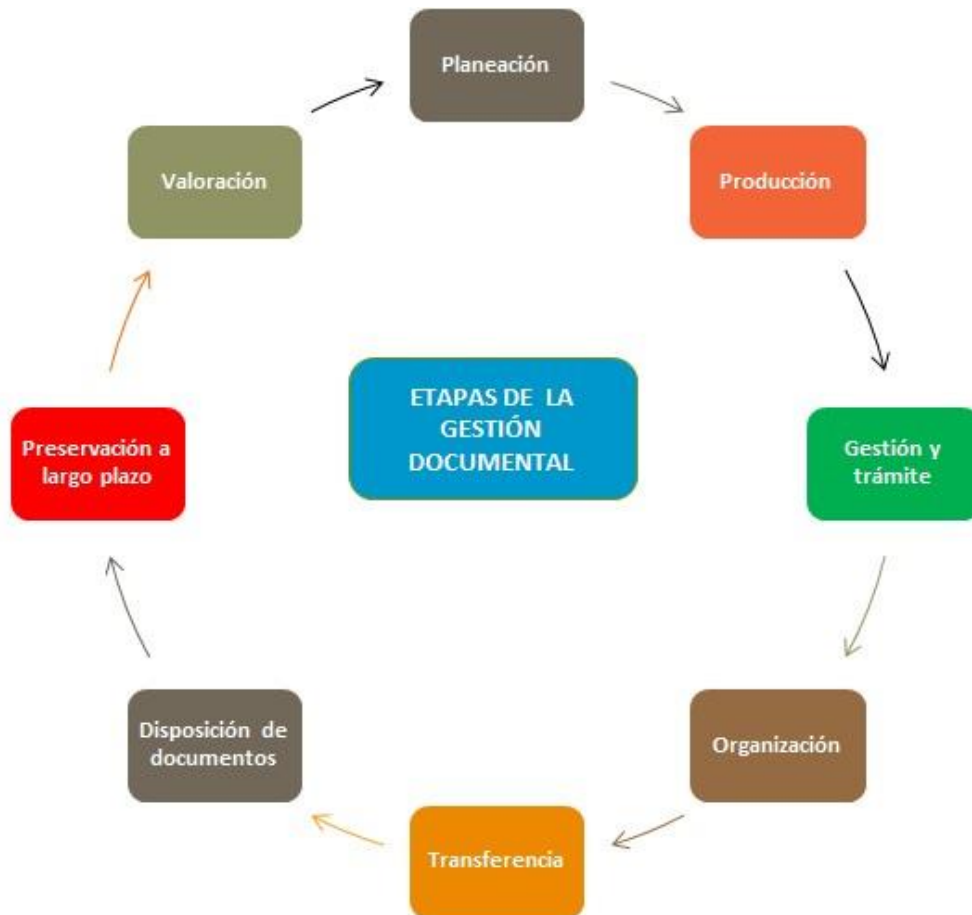 Planeación
Producción
Gestión y
trámite
Organización
Transferencia
Disposición de
documentos
Preservación a
largo plazo
Valoración
ETAPAS DE LA
GESTIÓN
DOCUMENTAL